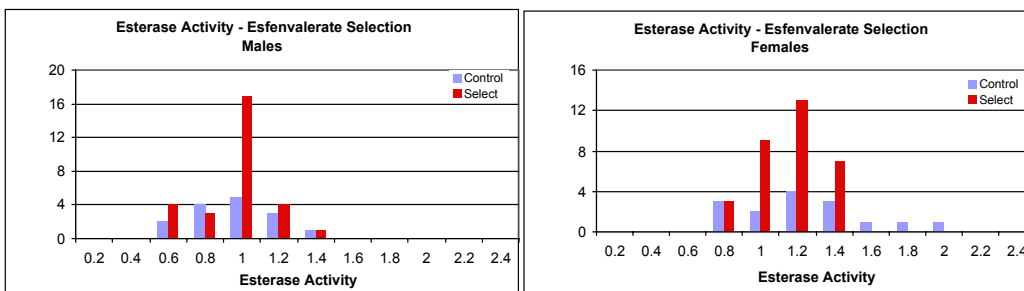 Esterase Activity - Esfenvalerate Selection
Males
20
16
12
8
4
0
Control
Select
0.2 0.4 0.6 0.8 1 1.2 1.4 1.6 1.8 2 2.2 2.4
Esterase Activity
Esterase Activity - Esfenvalerate Selection
Females
16
12
8
4
0
Control
Select
0.2 0.4 0.6 0.8 1 1.2 1.4 1.6 1.8 2 2.2 2.4
Esterase Activity